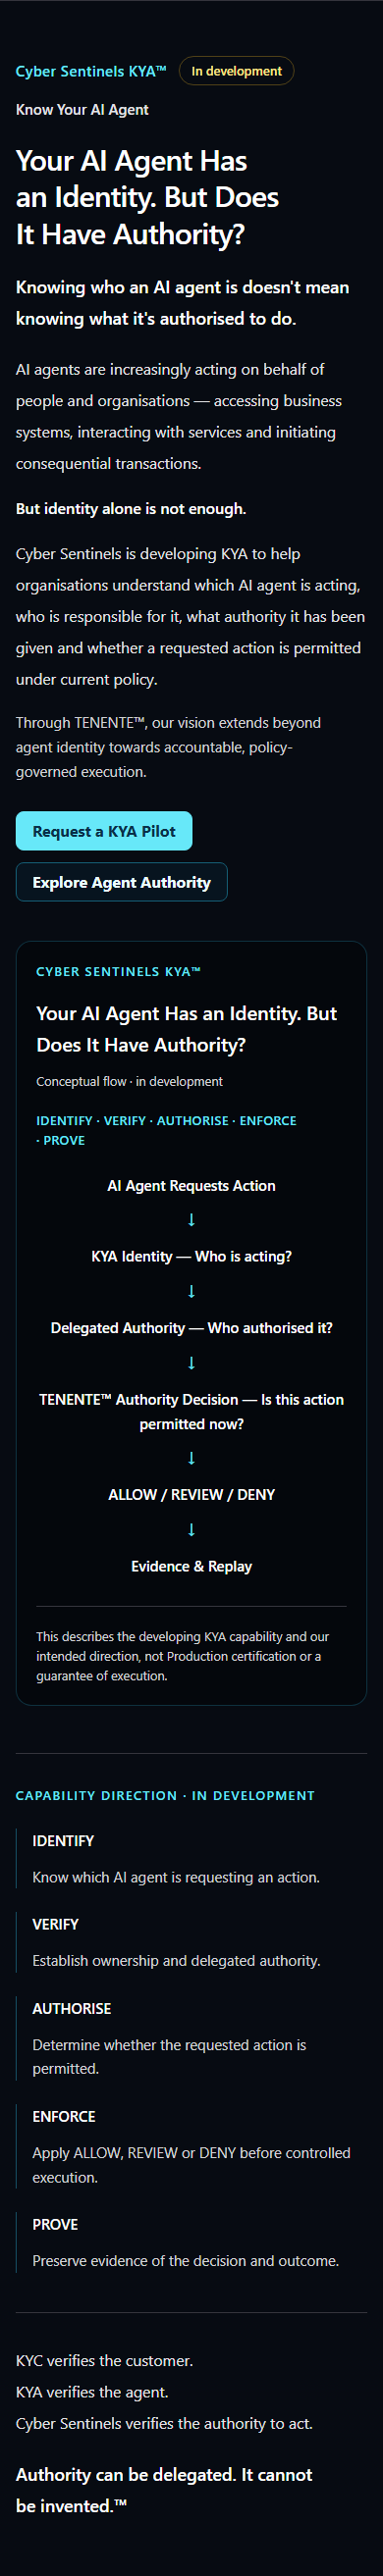 Cyber Sentinels KYA™ In development
Know Your AI Agent
Your AI Agent Has
an Identity. But Does
It Have Authority?
Knowing who an AI agent is doesn't mean
knowing what it's authorised to do.
AI agents are increasingly acting on behalf of
people and organisations — accessing business
systems, interacting with services and initiating
consequential transactions.
But identity alone is not enough.
Cyber Sentinels is developing KYA to help
organisations understand which AI agent is acting,
who is responsible for it, what authority it has been
given and whether a requested action is permitted
under current policy.
Through TENENTE™, our vision extends beyond
agent identity towards accountable, policy-
governed execution.
Request a KYA Pilot
Explore Agent Authority
CYBER SENTINELS KYA™
Your AI Agent Has an Identity. But
Does It Have Authority?
Conceptual flow · in development
IDENTIFY · VERIFY · AUTHORISE · ENFORCE
· PROVE
AI Agent Requests Action
↓
KYA Identity — Who is acting?
↓
Delegated Authority — Who authorised it?
↓
TENENTE™ Authority Decision — Is this action
permitted now?
↓
ALLOW / REVIEW / DENY
↓
Evidence & Replay
This describes the developing KYA capability and our
intended direction, not Production certification or a
guarantee of execution.
CAPABILITY DIRECTION · IN DEVELOPMENT
IDENTIFY
Know which AI agent is requesting an action.
VERIFY
Establish ownership and delegated authority.
AUTHORISE
Determine whether the requested action is
permitted.
ENFORCE
Apply ALLOW, REVIEW or DENY before controlled
execution.
PROVE
Preserve evidence of the decision and outcome.
KYC verifies the customer.
KYA verifies the agent.
Cyber Sentinels verifies the authority to act.
Authority can be delegated. It cannot
be invented.™